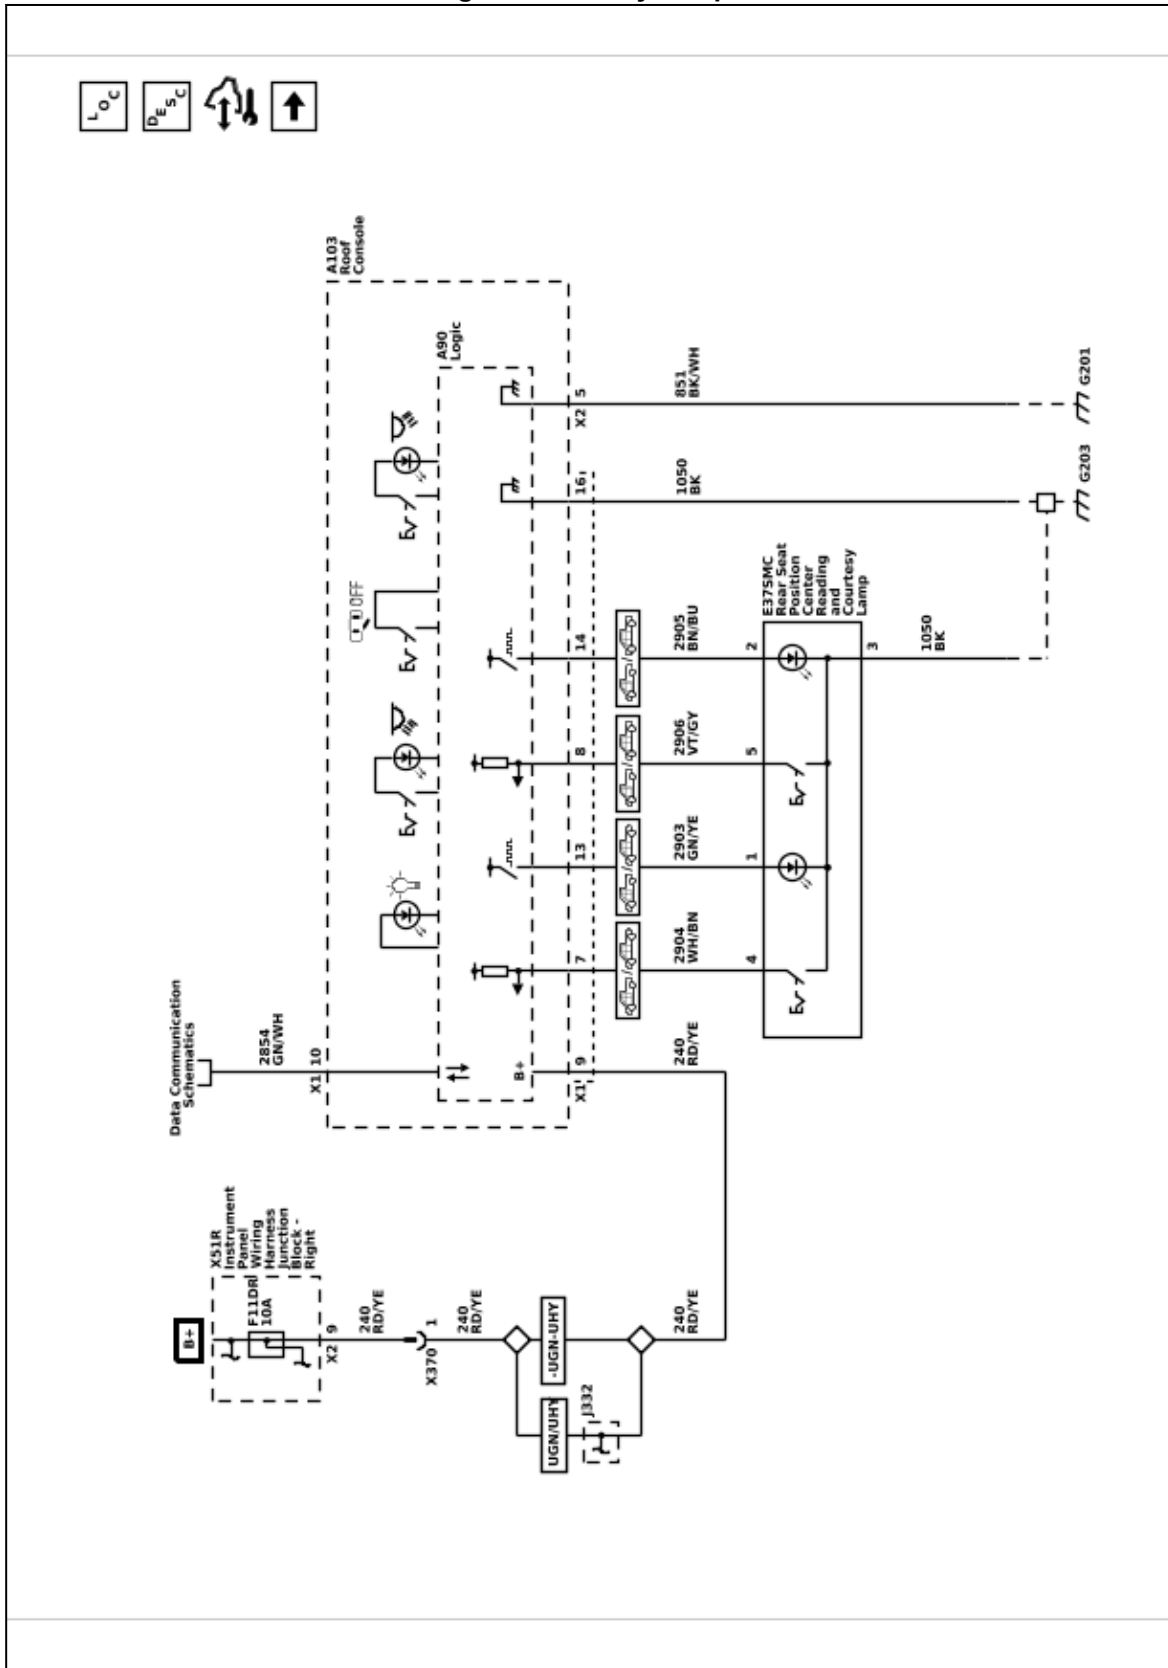 LOC
DESC
A103
Roof
Console
A90
Logic
OFF
Data Communication
Schematics
2854
GN/WH
X1 10
B+
X51R
Instrument
Panel
Wiring
Harness
Junction
Block -
Right
B+
F11DR
10A
X2 9
240
RD/YE
X370 1
240
RD/YE
UGN/UHY
-UGN-UHY
J332
240
RD/YE
X1 9
240
RD/YE
7
2904
WH/BN
4
13
2903
GN/YE
1
8
2906
VT/GY
5
14
2905
BN/BU
2
E37SMC
Rear Seat
Position
Center
Reading
and
Courtesy
Lamp
3
1050
BK
16
1050
BK
G203
X2 5
851
BK/WH
G201